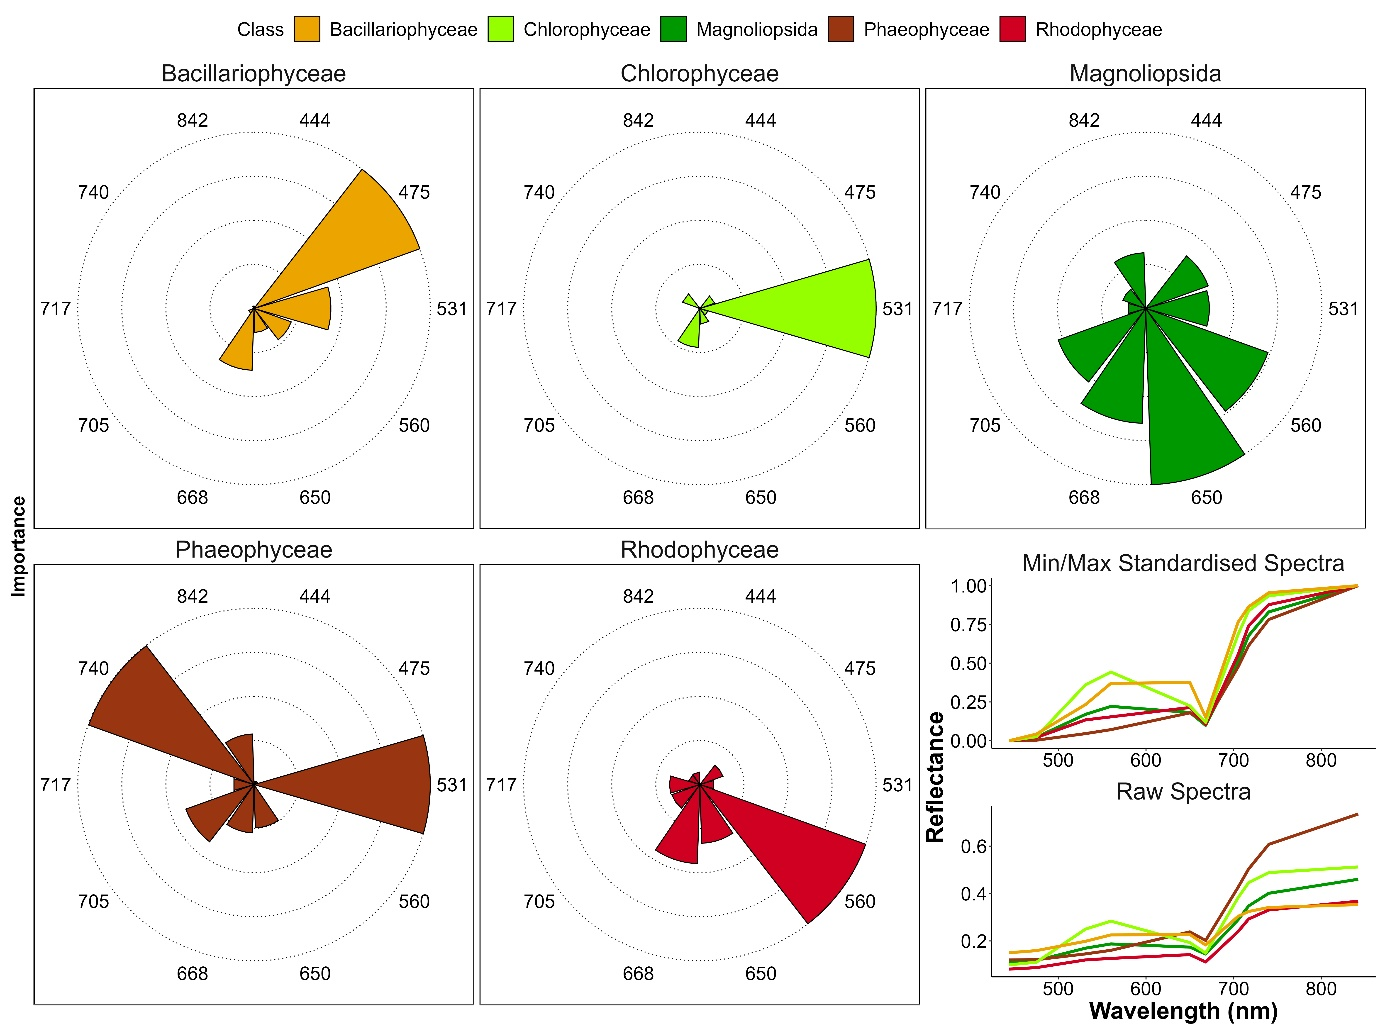 Class Bacillariophyceae Chlorophyceae Magnoliopsida Phaeophyceae Rhodophyceae
Bacillariophyceae Chlorophyceae Magnoliopsida
842 444 842 444 842 444
740 475 740 475 740 475
717 531 717 531 717 531
705 560 705 560 705 560
668 650 668 650 668 650
Importance
Phaeophyceae Rhodophyceae
842 444 842 444
740 475 740 475
717 531 717 531
705 560 705 560
668 650 668 650
Min/Max Standardised Spectra
1.00
0.75
0.50
0.25
0.00
500 600 700 800
Reflectance
Raw Spectra
0.6
0.4
0.2
500 600 700 800
Wavelength (nm)